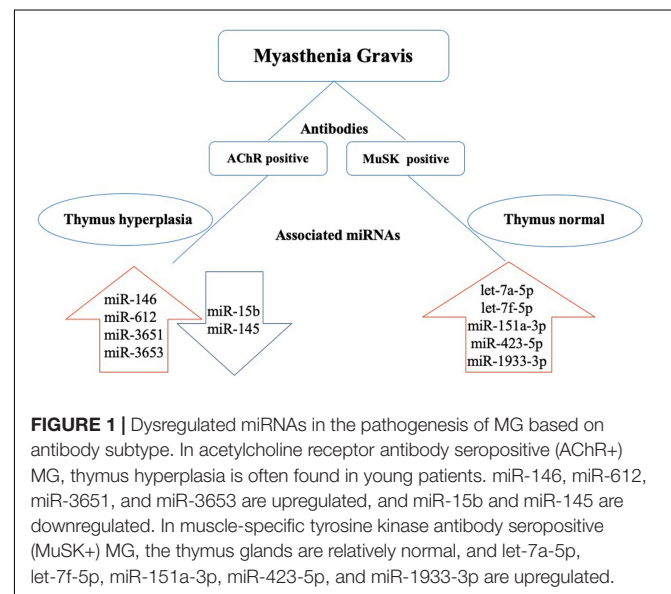 Myasthenia Gravis
Antibodies
AChR positive
MuSK positive
Thymus hyperplasia
Thymus normal
Associated miRNAs
miR-146
miR-612
miR-3651
miR-3653
miR-15b
miR-145
let-7a-5p
let-7f-5p
miR-151a-3p
miR-423-5p
miR-1933-3p
FIGURE 1 | Dysregulated miRNAs in the pathogenesis of MG based on
antibody subtype. In acetylcholine receptor antibody seropositive (AChR+)
MG, thymus hyperplasia is often found in young patients. miR-146, miR-612,
miR-3651, and miR-3653 are upregulated, and miR-15b and miR-145 are
downregulated. In muscle-specific tyrosine kinase antibody seropositive
(MuSK+) MG, the thymus glands are relatively normal, and let-7a-5p,
let-7f-5p, miR-151a-3p, miR-423-5p, and miR-1933-3p are upregulated.